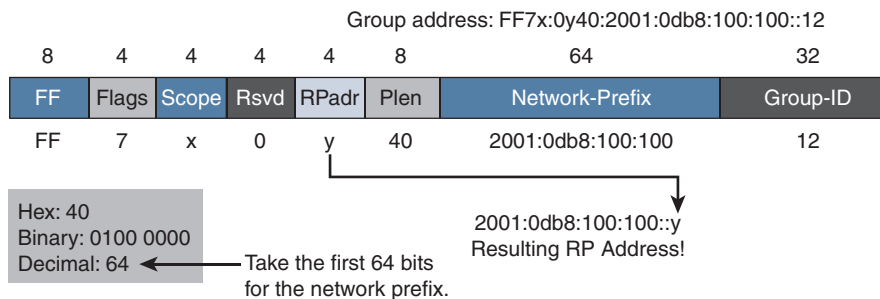 Group address: FF7x:0y40:2001:0db8:100:100::12
8 4 4 4 4 8 64 32
FF Flags Scope Rsvd RPadr Plen Network-Prefix Group-ID
FF 7 x 0 y 40 2001:0db8:100:100 12
Hex: 40
Binary: 0100 0000
Decimal: 64
Take the first 64 bits
for the network prefix.
2001:0db8:100:100::y
Resulting RP Address!